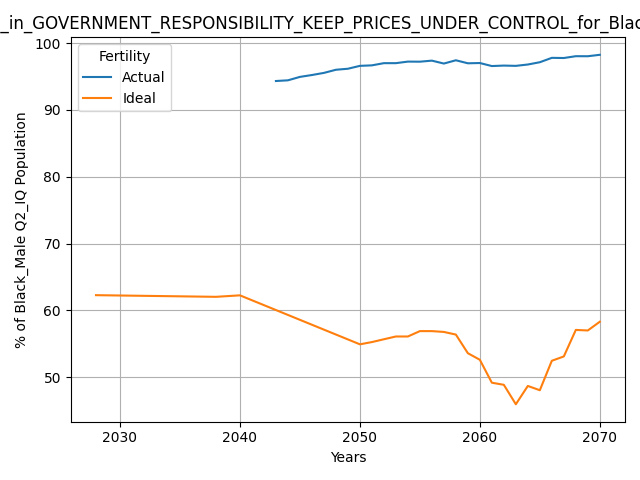 _in_GOVERNMENT_RESPONSIBILITY_KEEP_PRICES_UNDER_CONTROL_for_Blac
Fertility
Actual
Ideal
% of Black_Male Q2_IQ Population
100
90
80
70
60
50
2030
2040
2050
2060
2070
Years